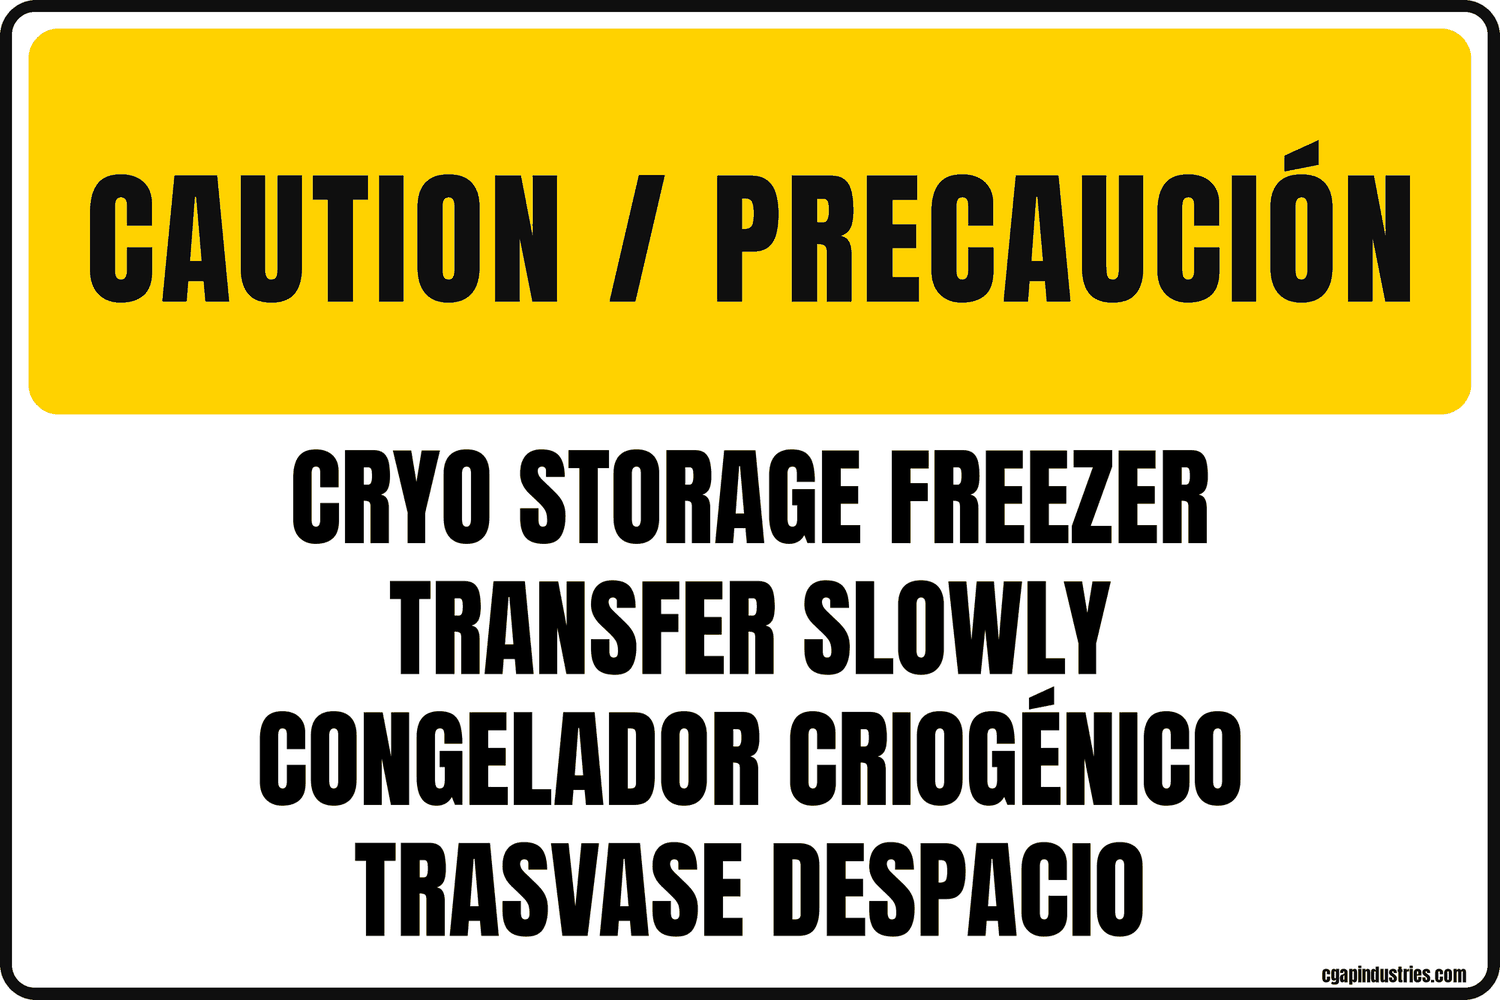 CAUTION / PRECAUCIÓN
CRYO STORAGE FREEZER
TRANSFER SLOWLY
CONGELADOR CRIOGÉNICO
TRASVASE DESPACIO
cgapindustries.com